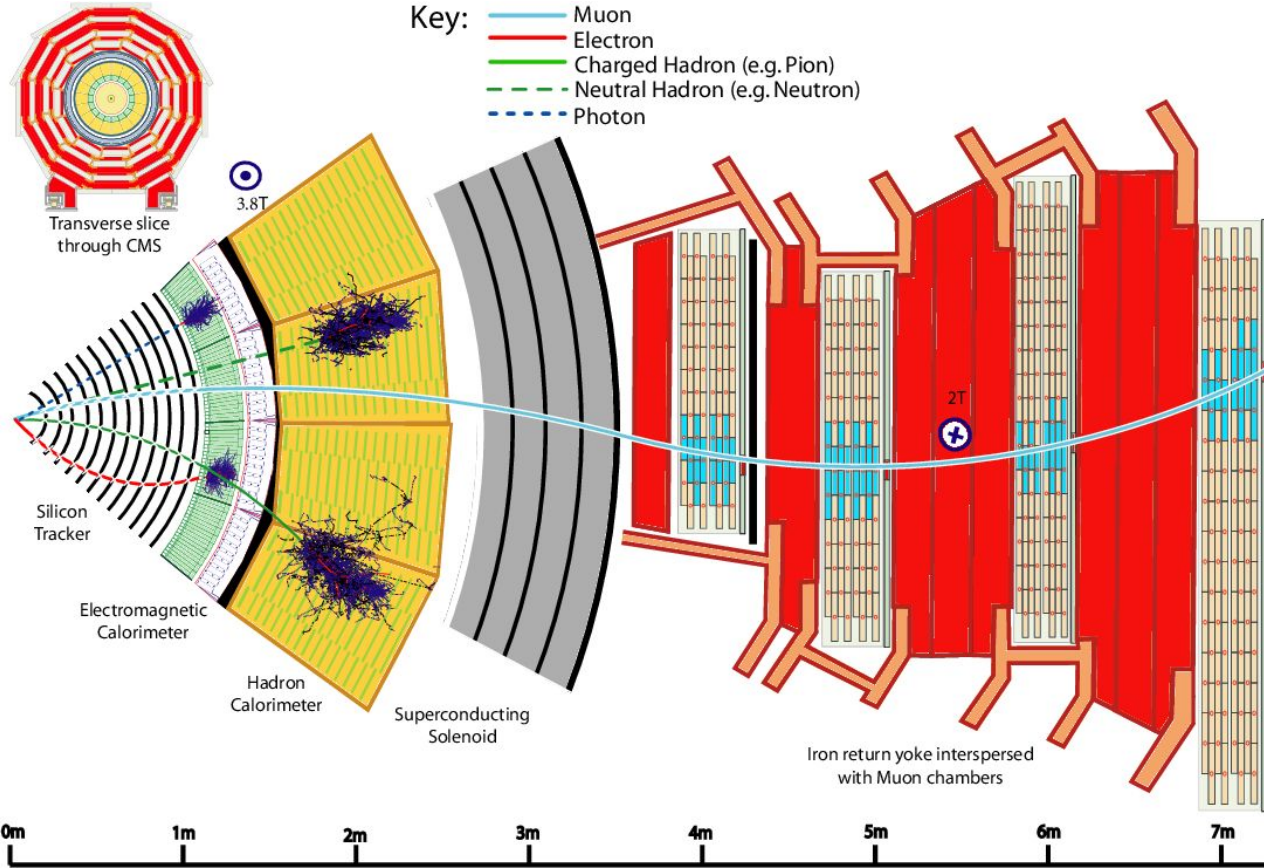 Key:
Muon
Electron
Charged Hadron (e.g. Pion)
Neutral Hadron (e.g. Neutron)
Photon
Transverse slice
through CMS
3.8T
2T
Silicon
Tracker
Electromagnetic
Calorimeter
Hadron
Calorimeter
Superconducting
Solenoid
Iron return yoke interspersed
with Muon chambers
0m 1m 2m 3m 4m 5m 6m 7m